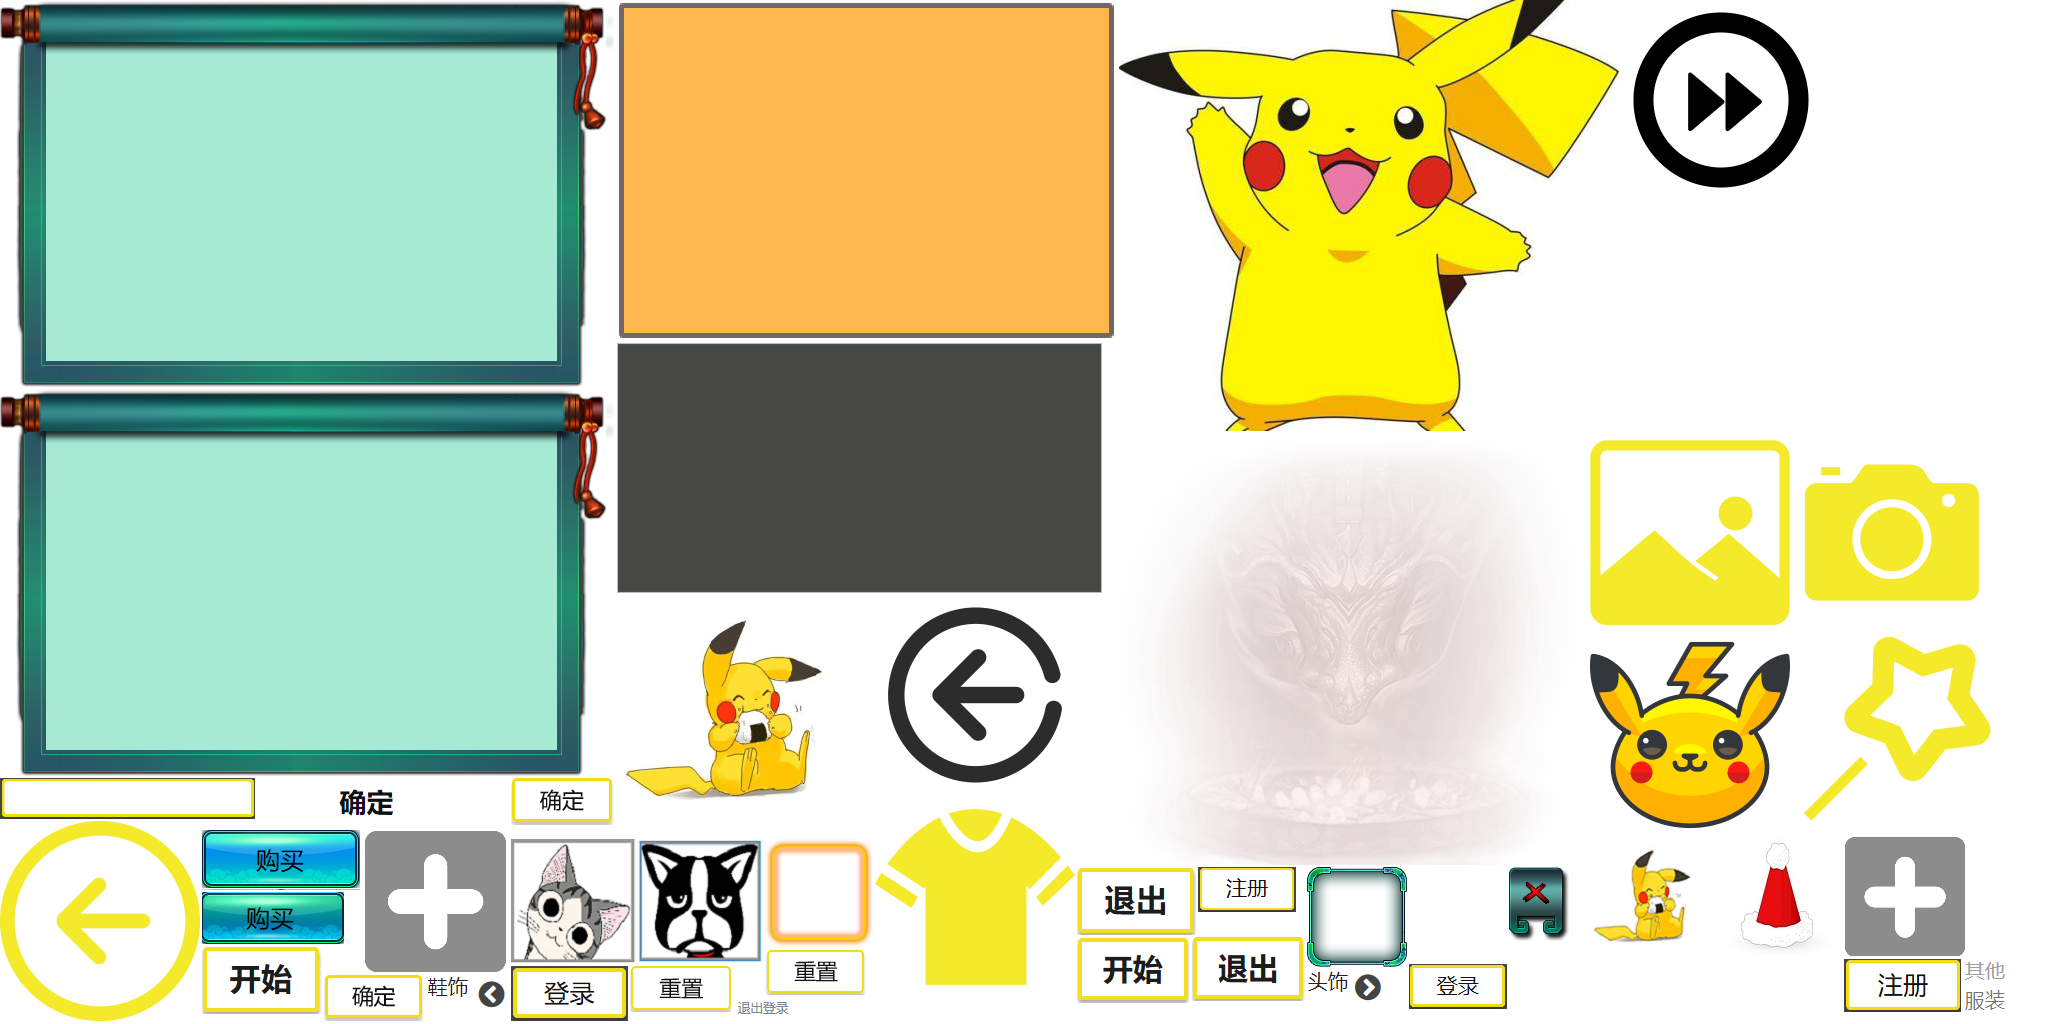 确定
确定
购买
购买
开始
确定
鞋饰
登录
重置
退出登录
重置
退出
注册
开始
退出
头饰
登录
注册
其他
服装